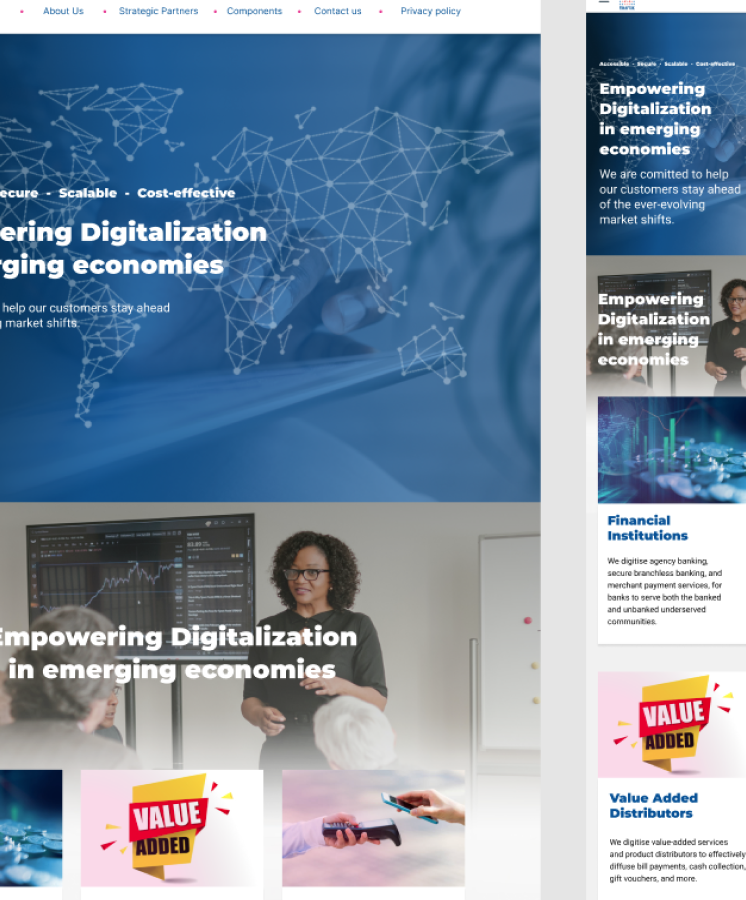 About Us
Strategic Partners
Components
Contact us
Privacy policy
ecure - Scalable - Cost-effective
ering Digitalization
rging economies
help our customers stay ahead
g market shifts.
Empowering Digitalization
in emerging economies
VALUE
ADDED
Accessible - Secure - Scalable - Cost-effective
Empowering
Digitalization
in emerging
economies
We are comitted to help
our customers stay ahead
of the ever-evolving
market shifts.
Empowering
Digitalization
in emerging
economies
Financial
Institutions
We digitise agency banking,
secure branchless banking, and
merchant payment services, for
banks to serve both the banked
and unbanked underserved
communities.
VALUE
ADDED
Value Added
Distributors
We digitise value-added services
and product distributors to effectively
diffuse bill payments, cash collection,
gift vouchers, and more.